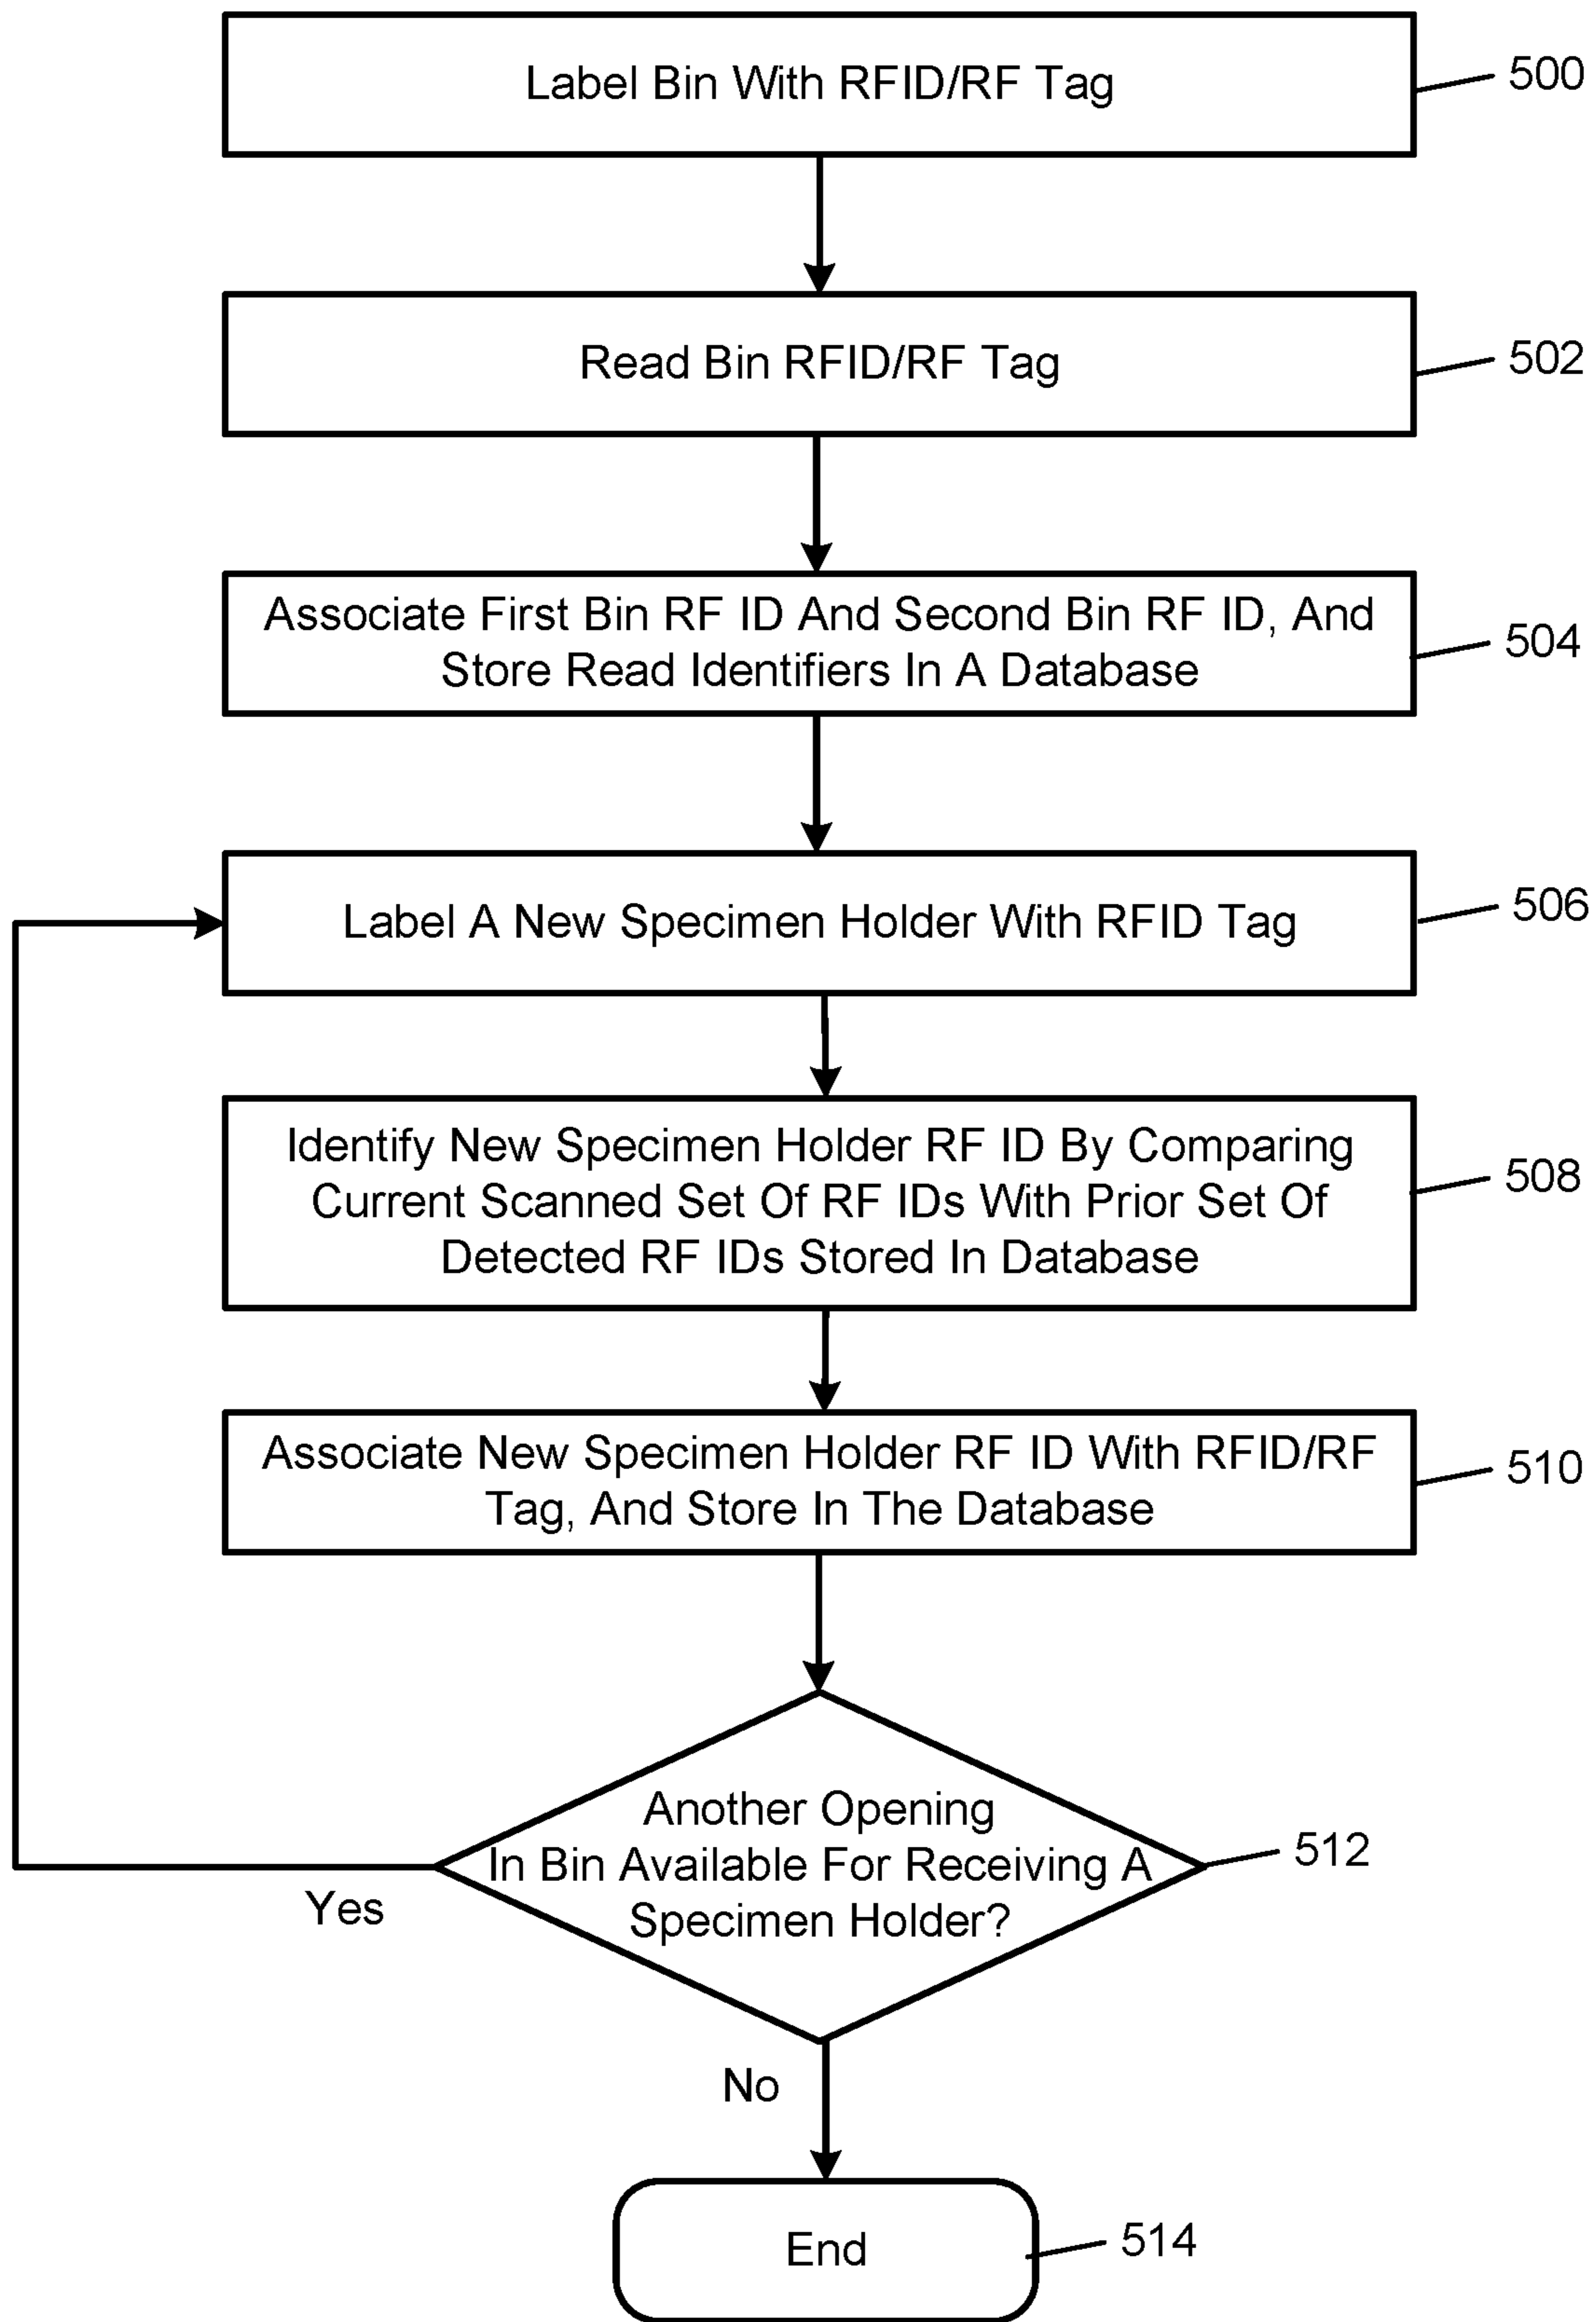 Label Bin With RFID/RF Tag
500
Read Bin RFID/RF Tag
502
Associate First Bin RF ID And Second Bin RF ID, And
Store Read Identifiers In A Database
504
Label A New Specimen Holder With RFID Tag
506
Identify New Specimen Holder RF ID By Comparing
Current Scanned Set Of RF IDs With Prior Set Of
Detected RF IDs Stored In Database
508
Associate New Specimen Holder RF ID With RFID/RF
Tag, And Store In The Database
510
Another Opening
In Bin Available For Receiving A
Specimen Holder?
512
Yes
No
End
514